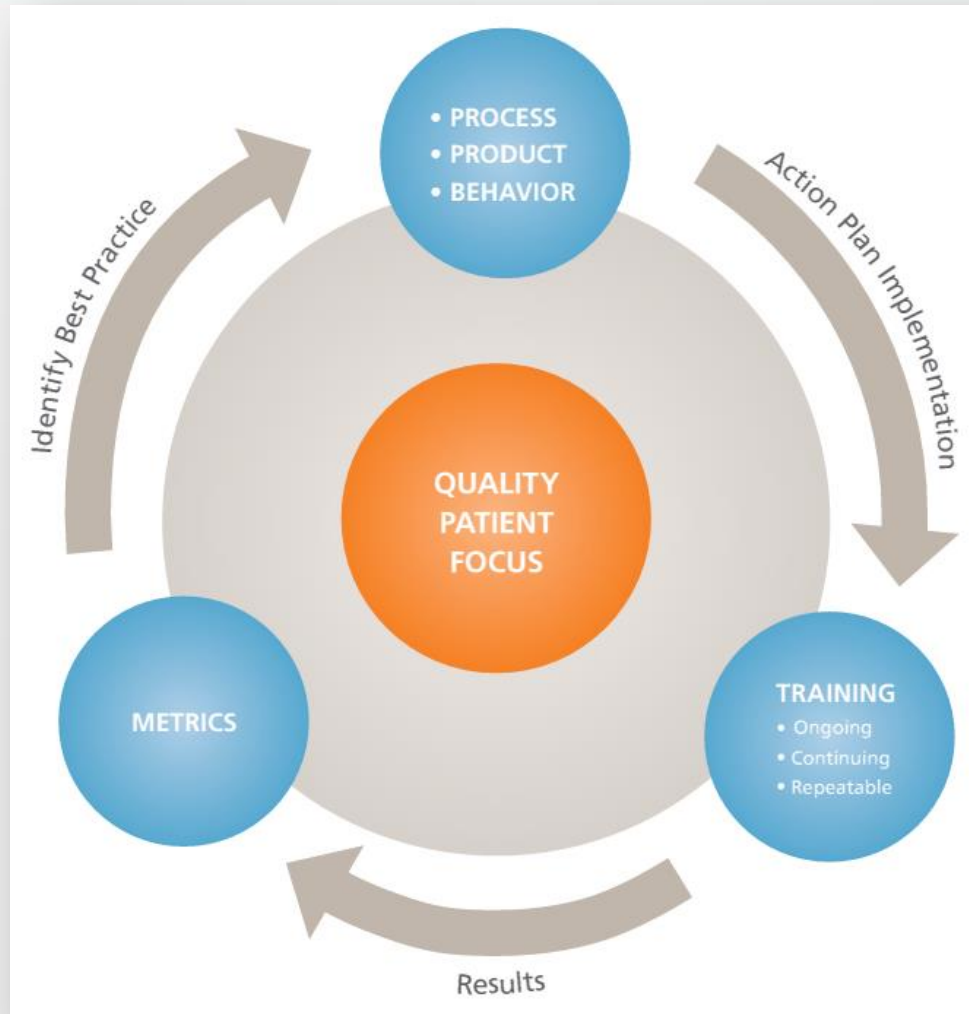 • PROCESS
• PRODUCT
• BEHAVIOR
Action Plan Implementation
Identify Best Practice
QUALITY
PATIENT
FOCUS
TRAINING
• Ongoing
• Continuing
• Repeatable
METRICS
Results